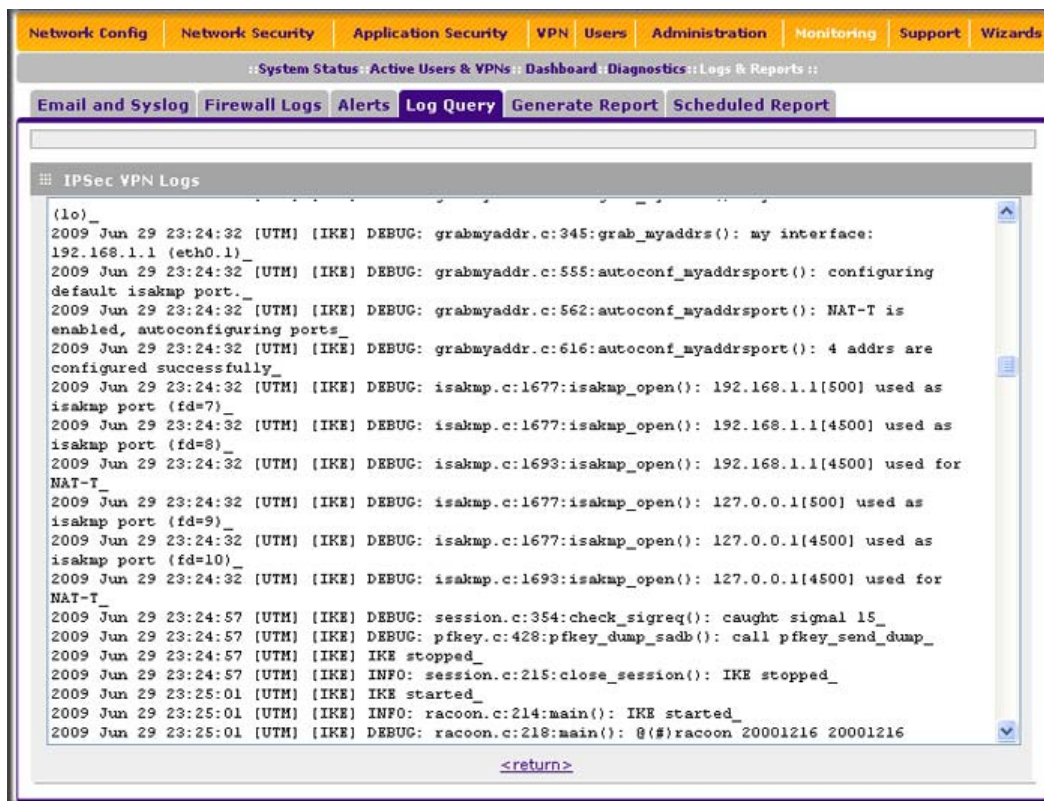 Network Config Network Security Application Security VPN Users Administration Monitoring Support Wizards
::System Status::Active Users & VPNs:: Dashboard::Diagnostics::Logs & Reports ::
Email and Syslog Firewall Logs Alerts Log Query Generate Report Scheduled Report
IPSec VPN Logs
(lo)_
2009 Jun 29 23:24:32 [UTM] [IKE] DEBUG: grabmyaddr.c:345:grab_myaddrs(): my interface:
192.168.1.1 (eth0.1)_
2009 Jun 29 23:24:32 [UTM] [IKE] DEBUG: grabmyaddr.c:555:autoconf_myaddrsport(): configuring
default isakmp port._
2009 Jun 29 23:24:32 [UTM] [IKE] DEBUG: grabmyaddr.c:562:autoconf_myaddrsport(): NAT-T is
enabled, autoconfiguring ports_
2009 Jun 29 23:24:32 [UTM] [IKE] DEBUG: grabmyaddr.c:616:autoconf_myaddrsport(): 4 addrs are
configured successfully_
2009 Jun 29 23:24:32 [UTM] [IKE] DEBUG: isakmp.c:1677:isakmp_open(): 192.168.1.1[500] used as
isakmp port (fd=7)_
2009 Jun 29 23:24:32 [UTM] [IKE] DEBUG: isakmp.c:1677:isakmp_open(): 192.168.1.1[4500] used as
isakmp port (fd=8)_
2009 Jun 29 23:24:32 [UTM] [IKE] DEBUG: isakmp.c:1693:isakmp_open(): 192.168.1.1[4500] used for
NAT-T_
2009 Jun 29 23:24:32 [UTM] [IKE] DEBUG: isakmp.c:1677:isakmp_open(): 127.0.0.1[500] used as
isakmp port (fd=9)_
2009 Jun 29 23:24:32 [UTM] [IKE] DEBUG: isakmp.c:1677:isakmp_open(): 127.0.0.1[4500] used as
isakmp port (fd=10)_
2009 Jun 29 23:24:32 [UTM] [IKE] DEBUG: isakmp.c:1693:isakmp_open(): 127.0.0.1[4500] used for
NAT-T_
2009 Jun 29 23:24:57 [UTM] [IKE] DEBUG: session.c:354:check_sigreq(): caught signal 15_
2009 Jun 29 23:24:57 [UTM] [IKE] DEBUG: pfkey.c:428:pfkey_dump_sadb(): call pfkey_send_dump_
2009 Jun 29 23:24:57 [UTM] [IKE] IKE stopped_
2009 Jun 29 23:24:57 [UTM] [IKE] INFO: session.c:215:close_session(): IKE stopped_
2009 Jun 29 23:25:01 [UTM] [IKE] IKE started_
2009 Jun 29 23:25:01 [UTM] [IKE] INFO: racoon.c:214:main(): IKE started_
2009 Jun 29 23:25:01 [UTM] [IKE] DEBUG: racoon.c:218:main(): @(#)racoon 20001216 20001216
<return>